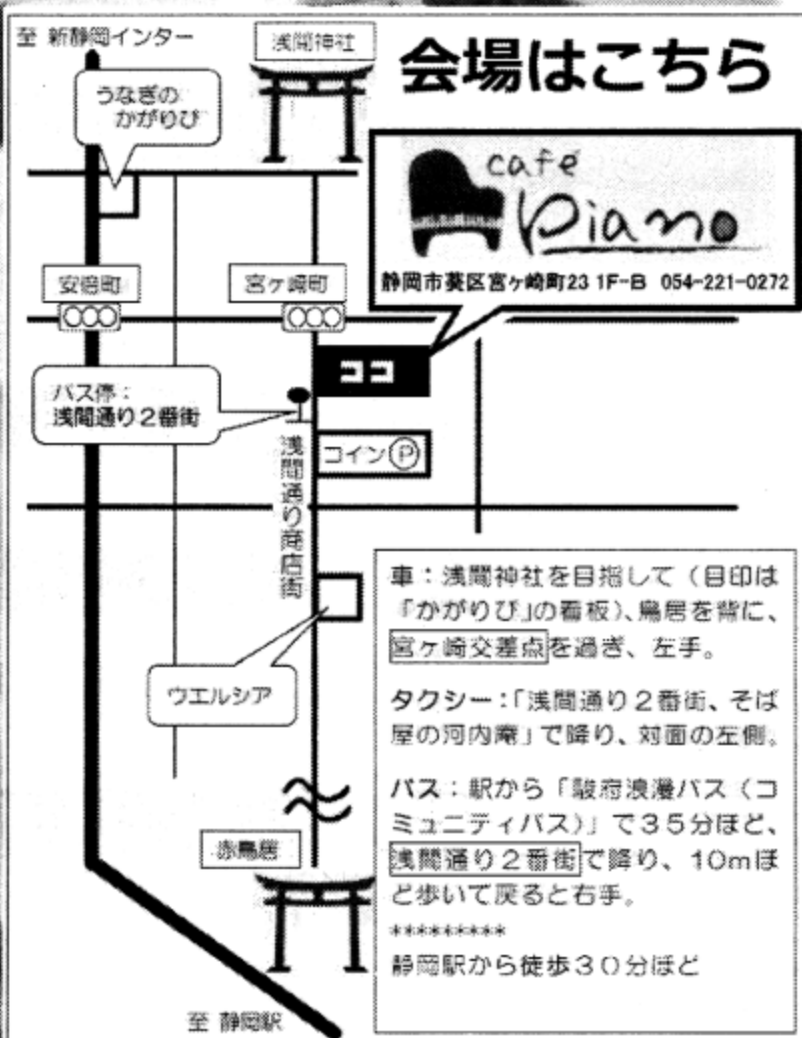 至 新静岡インター
浅間神社
会場はこちら
うなぎの
かがりび
cafe
Piano
静岡市葵区宮ヶ崎町23 1F-B 054-221-0272
安倍町
宮ヶ崎町
ココ
バス停：
浅間通り２番街
コイン Ⓟ
浅間通り商店街
ウエルシア
車：浅間神社を目指して（目印は
「かがりび」の看板）、鳥居を背に、
宮ヶ崎交差点を過ぎ、左手。
タクシー：「浅間通り２番街、そば
屋の河内庵」で降り、対面の左側。
バス：駅から「駿府浪漫バス（コ
ミュニティバス）」で３５分ほど、
浅間通り２番街で降り、10mほ
ど歩いて戻ると右手。
*********
静岡駅から徒歩３０分ほど
赤鳥居
至 静岡駅